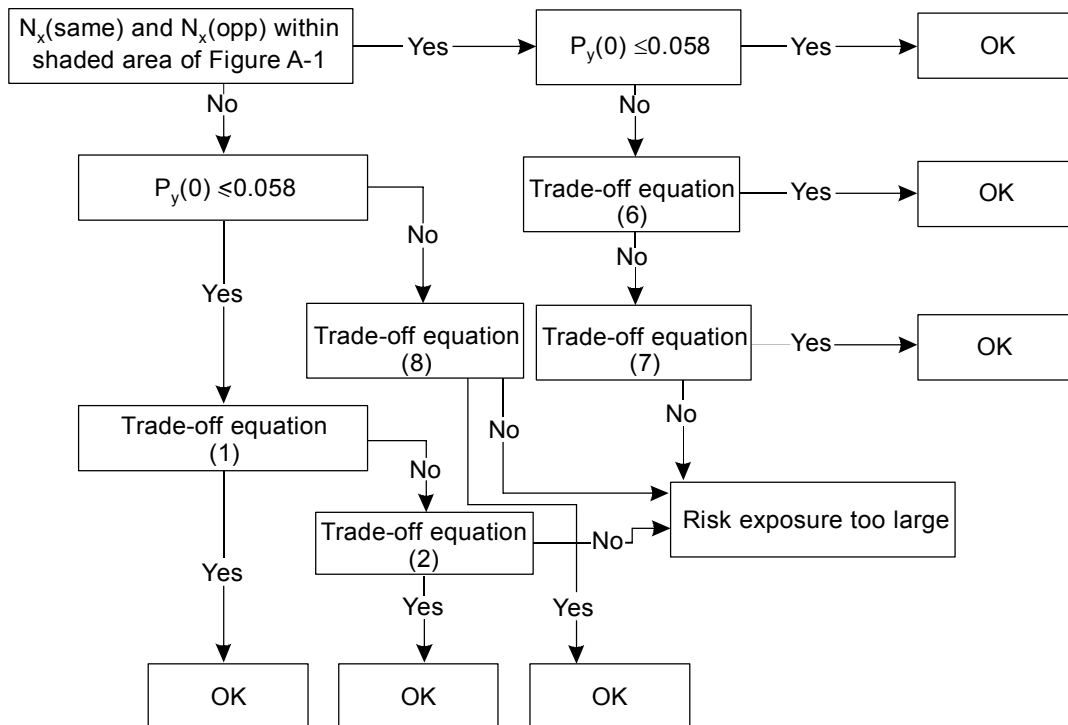 Nₓ(same) and Nₓ(opp) within
shaded area of Figure A-1
Yes
P_y(0) ≤0.058
Yes
OK
No
No
P_y(0) ⩽0.058
Trade-off equation
(6)
Yes
OK
No
No
Yes
Trade-off equation
(8)
Trade-off equation
(7)
Yes
OK
No
No
Trade-off equation
(1)
No
Risk exposure too large
Trade-off equation
(2)
No
Yes
Yes
Yes
OK
OK
OK